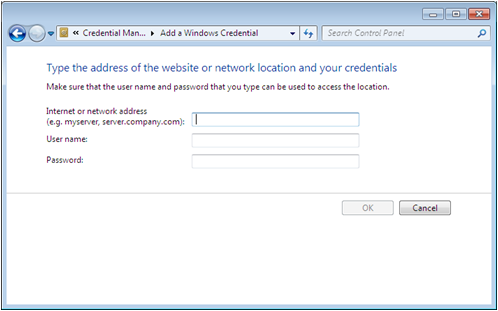 « Credential Man... ▸ Add a Windows Credential Search Control Panel
Type the address of the website or network location and your credentials
Make sure that the user name and password that you type can be used to access the location.
Internet or network address
(e.g. myserver, server.company.com):
User name:
Password:
OK Cancel